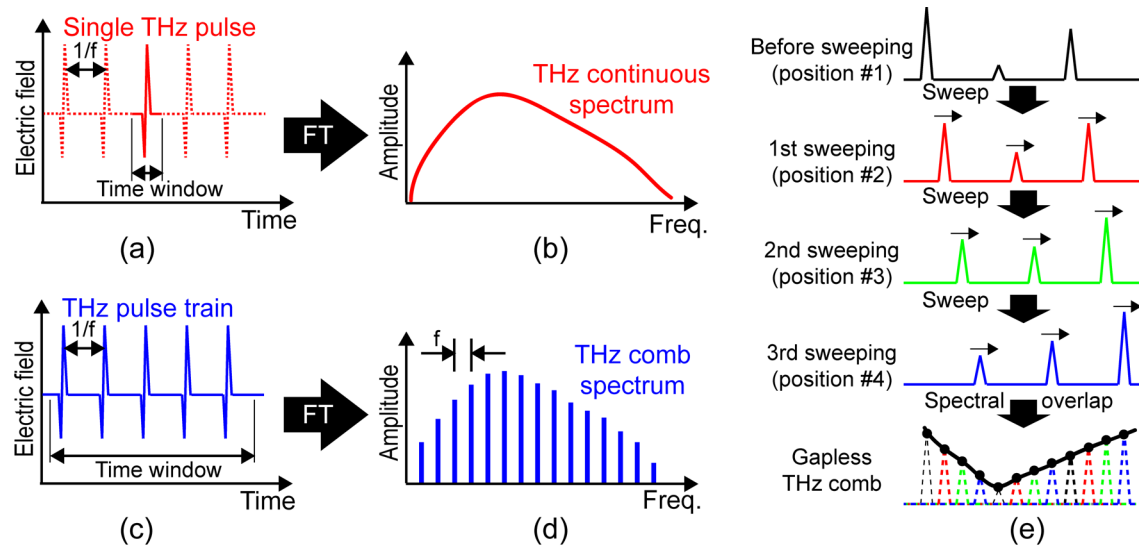 Single THz pulse
1/f
Electric field
Time window
Time
(a)
FT
THz continuous
spectrum
Amplitude
Freq.
(b)
THz pulse train
1/f
Electric field
Time window
Time
(c)
FT
f
THz comb
spectrum
Amplitude
Freq.
(d)
Before sweeping
(position #1)
Sweep
1st sweeping
(position #2)
Sweep
2nd sweeping
(position #3)
Sweep
3rd sweeping
(position #4)
Spectral overlap
Gapless
THz comb
(e)